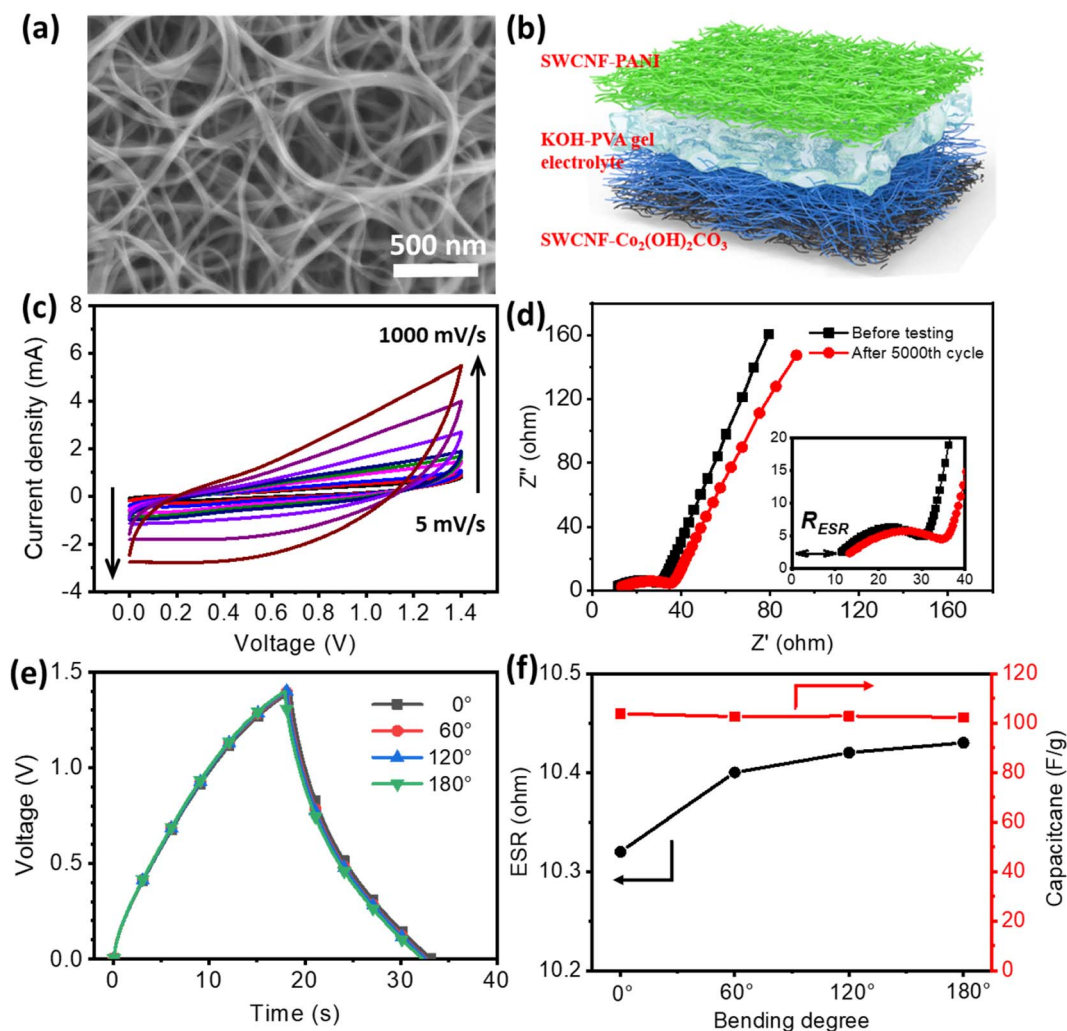 (a)
500 nm
(b)
SWCNF-PANI
KOH-PVA gel
electrolyte
SWCNF-Co₂(OH)₂CO₃
(c)
8
6
4
2
0
-2
-4
Current density (mA)
1000 mV/s
5 mV/s
0.0 0.2 0.4 0.6 0.8 1.0 1.2 1.4
Voltage (V)
(d)
160
120
80
40
0
Z" (ohm)
Before testing
After 5000th cycle
20
15
10
5
0
R_ESR
0 10 20 30 40
0 40 80 120 160
Z' (ohm)
(e)
1.5
1.0
0.5
0.0
Voltage (V)
0°
60°
120°
180°
0 10 20 30 40
Time (s)
(f)
10.5
10.4
10.3
10.2
ESR (ohm)
120
100
80
60
40
20
0
Capacitcane (F/g)
0° 60° 120° 180°
Bending degree